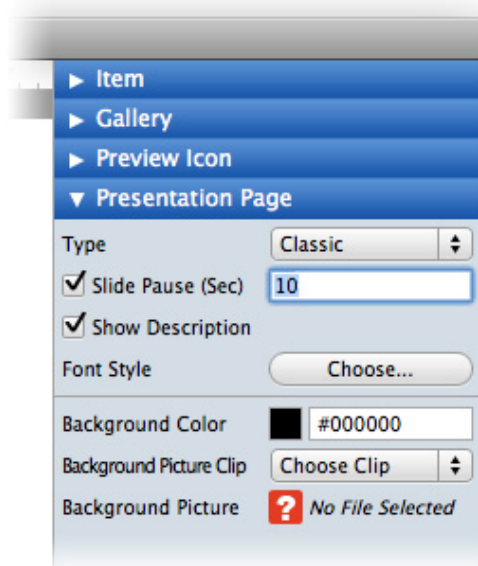 Item
Gallery
Preview Icon
Presentation Page
Type Classic
Slide Pause (Sec) 10
Show Description
Font Style Choose...
Background Color #000000
Background Picture Clip Choose Clip
Background Picture ? No File Selected